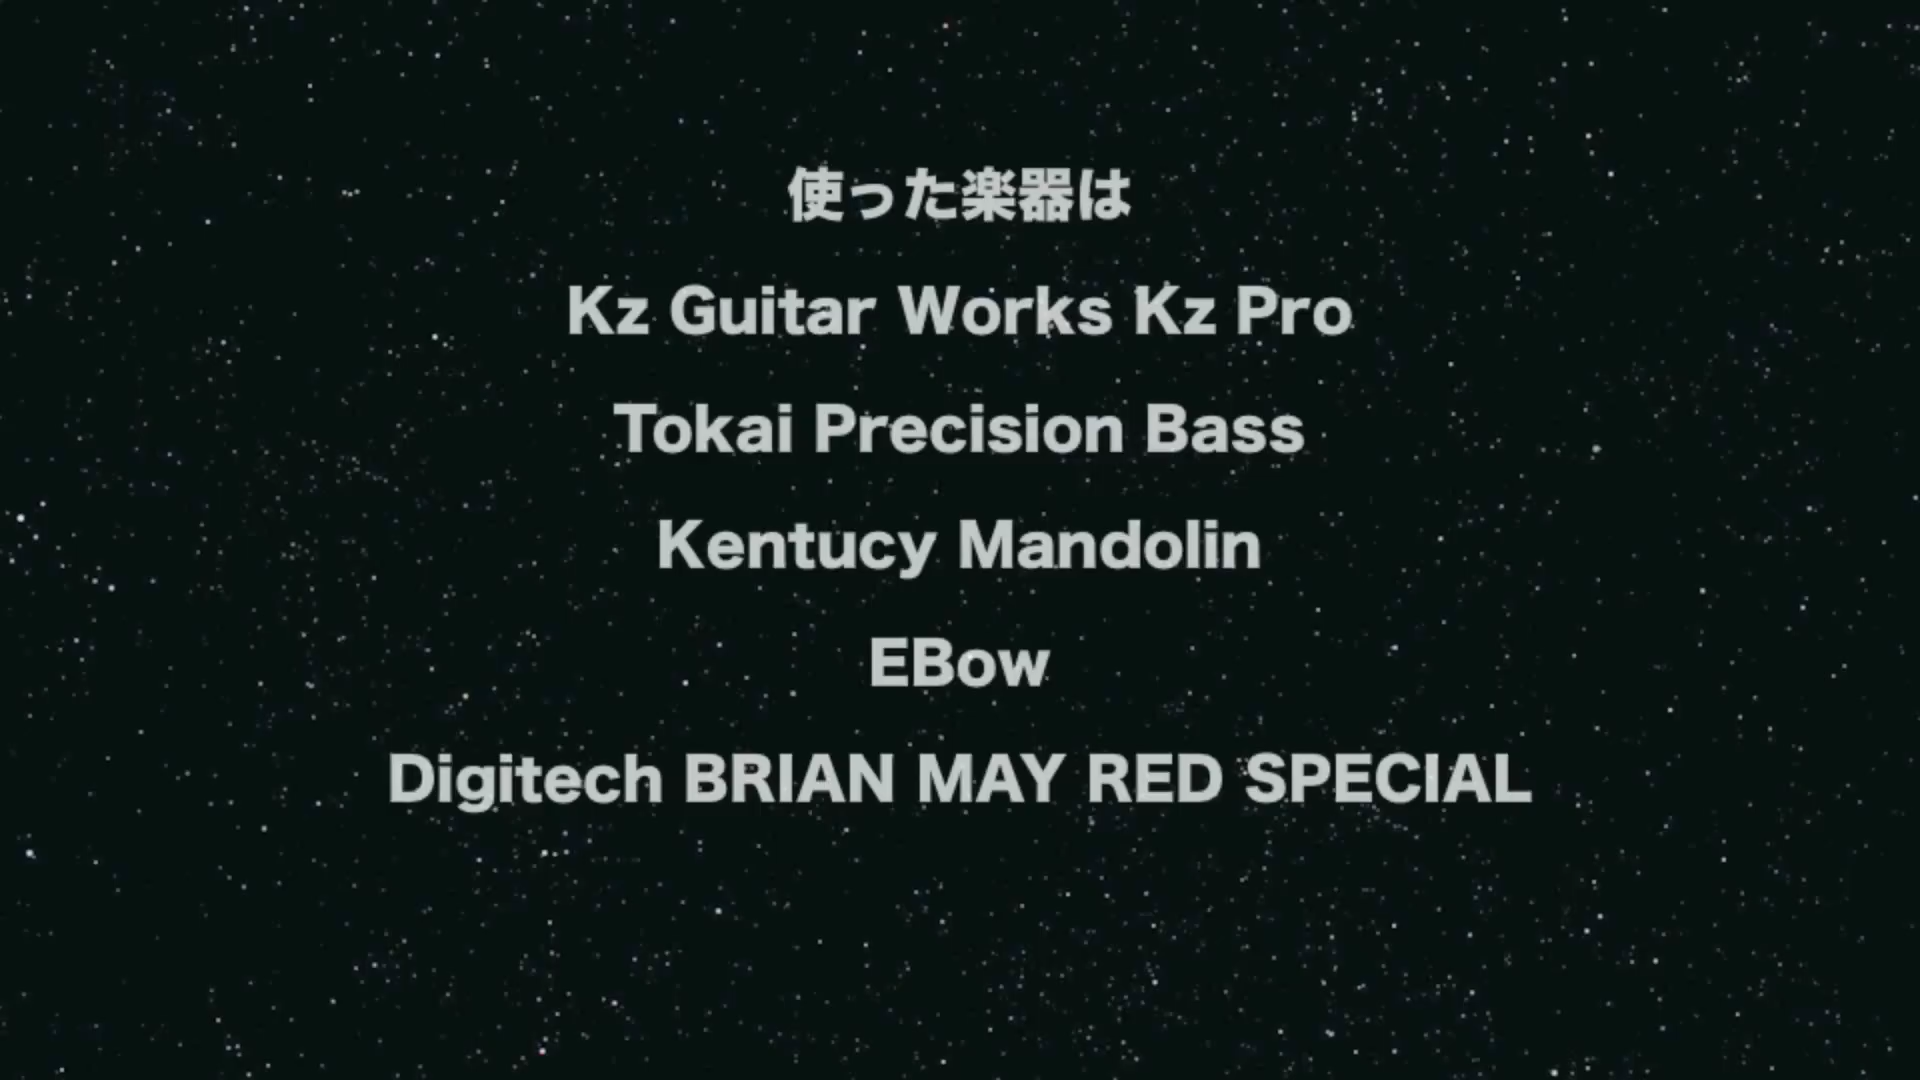 使った楽器は
Kz Guitar Works Kz Pro
Tokai Precision Bass
Kentucy Mandolin
EBow
Digitech BRIAN MAY RED SPECIAL